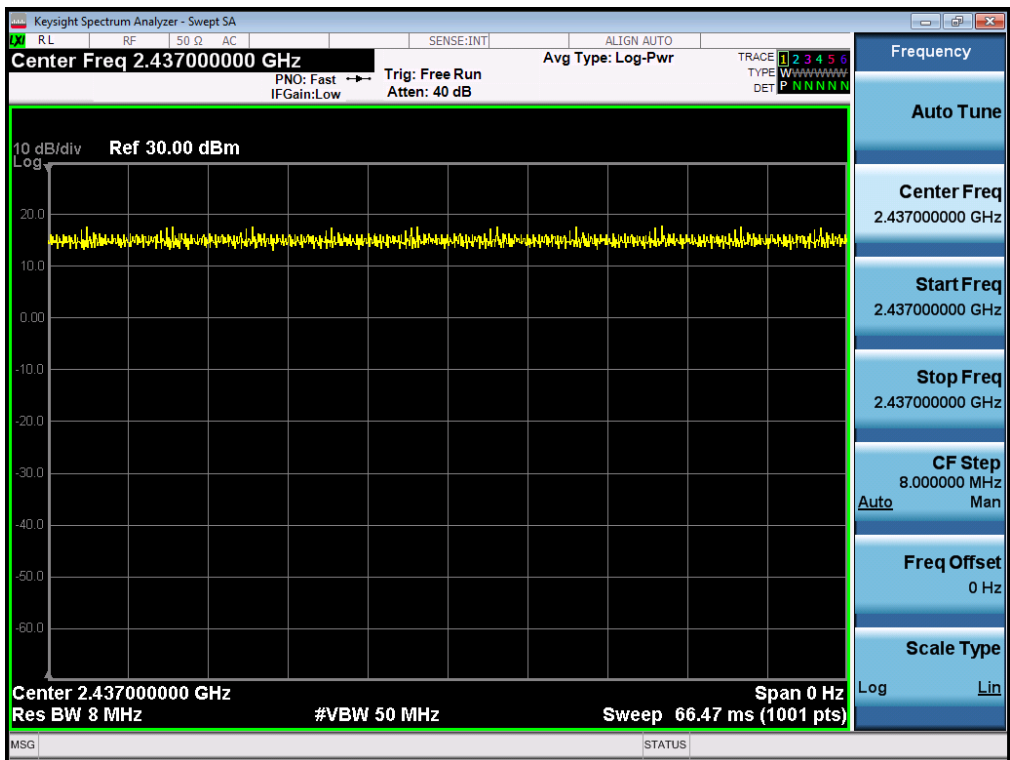 Keysight Spectrum Analyzer - Swept SA
LXI RL RF 50 Ω AC SENSE:INT ALIGN AUTO
Center Freq 2.437000000 GHz
PNO: Fast
IFGain:Low
Trig: Free Run
Atten: 40 dB
Avg Type: Log-Pwr
TRACE 1 2 3 4 5 6
TYPE W
DET P N N N N N
10 dB/div Ref 30.00 dBm
Log
20.0
10.0
0.00
-10.0
-20.0
-30.0
-40.0
-50.0
-60.0
Center 2.437000000 GHz Span 0 Hz
Res BW 8 MHz #VBW 50 MHz Sweep 66.47 ms (1001 pts)
MSG STATUS
Frequency
Auto Tune
Center Freq
2.437000000 GHz
Start Freq
2.437000000 GHz
Stop Freq
2.437000000 GHz
CF Step
8.000000 MHz
Auto Man
Freq Offset
0 Hz
Scale Type
Log Lin